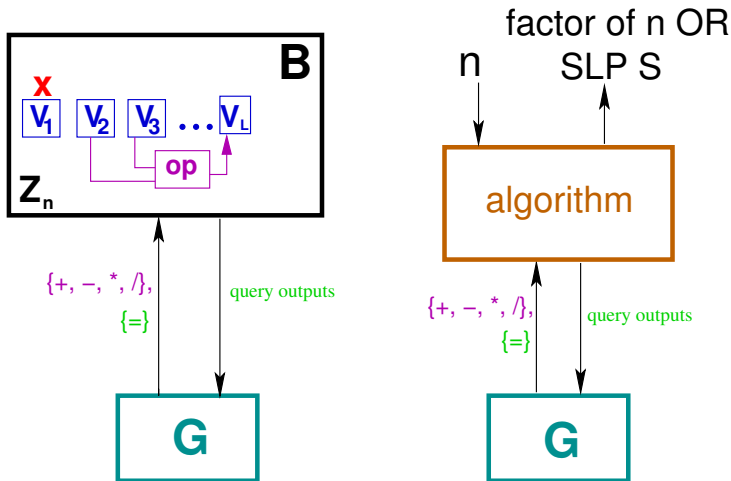 B
x
V1 V2 V3 ... VL
op
Zn
{+, −, *, /},
{=}
query outputs
G
factor of n OR
SLP S
n
algorithm
{+, −, *, /},
{=}
query outputs
G